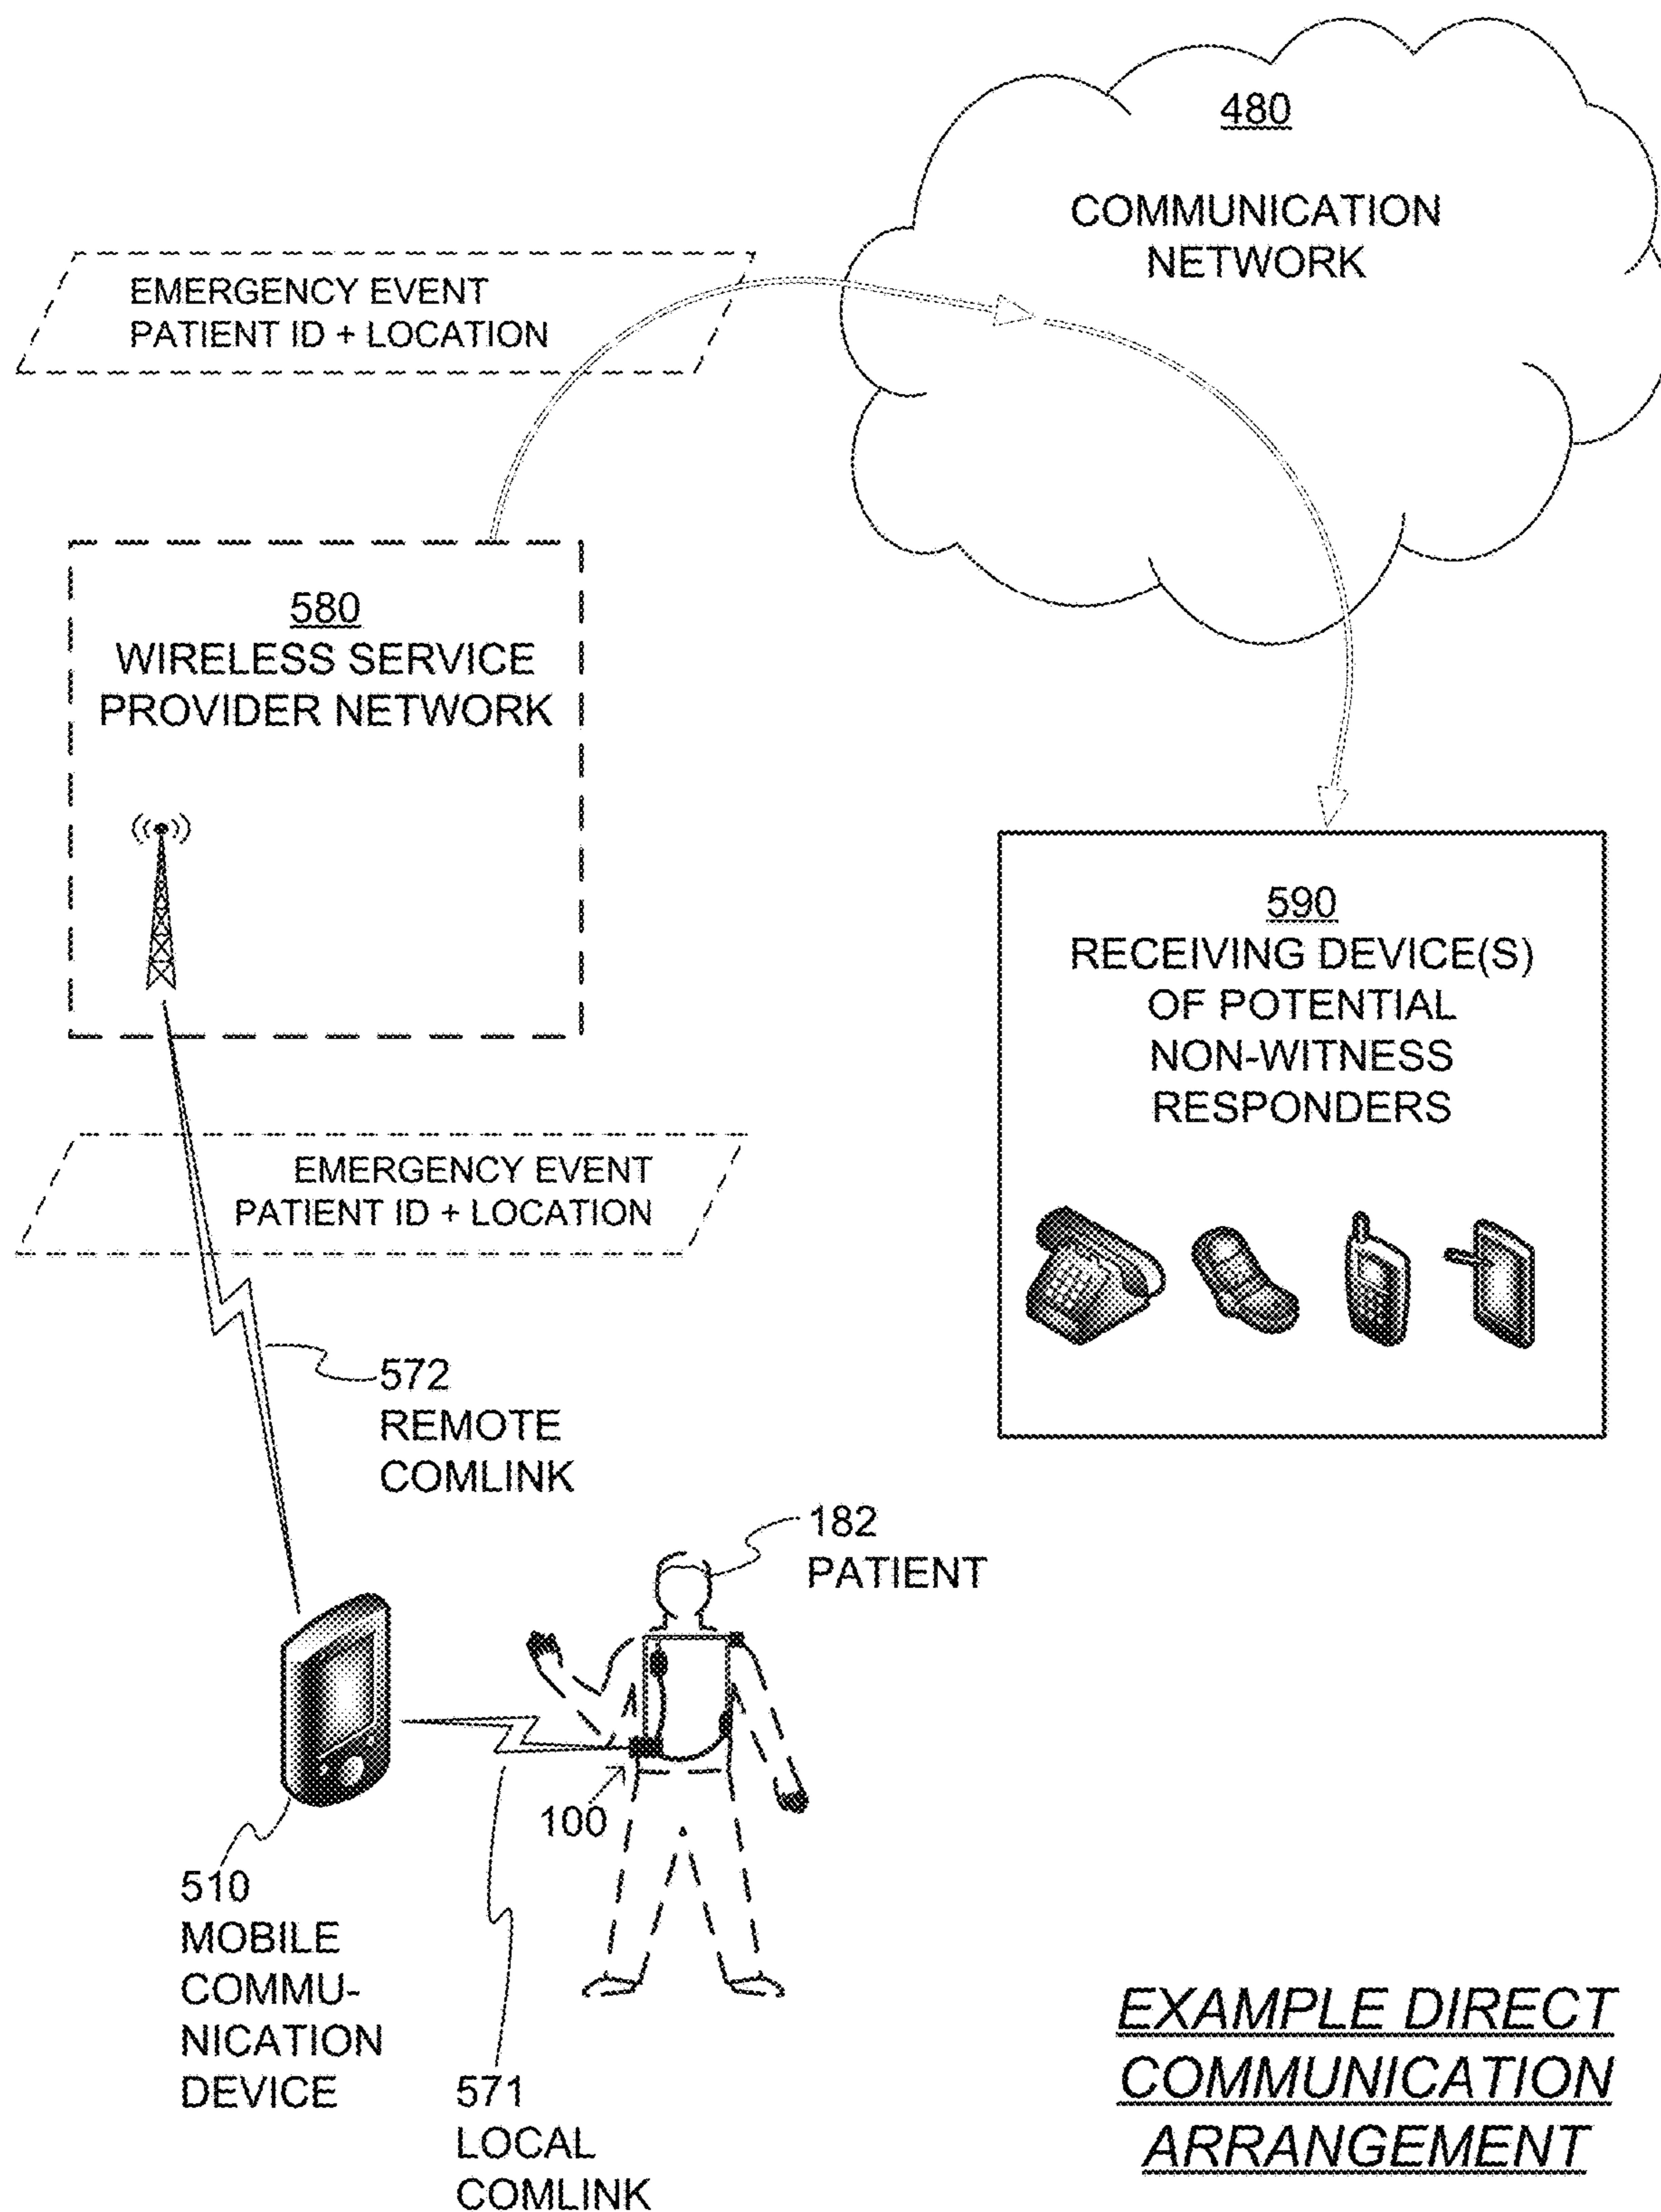 480
COMMUNICATION
NETWORK
EMERGENCY EVENT
PATIENT ID + LOCATION
580
WIRELESS SERVICE
PROVIDER NETWORK
590
RECEIVING DEVICE(S)
OF POTENTIAL
NON-WITNESS
RESPONDERS
EMERGENCY EVENT
PATIENT ID + LOCATION
572
REMOTE
COMLINK
182
PATIENT
100
510
MOBILE
COMMU-
NICATION
DEVICE
571
LOCAL
COMLINK
EXAMPLE DIRECT
COMMUNICATION
ARRANGEMENT